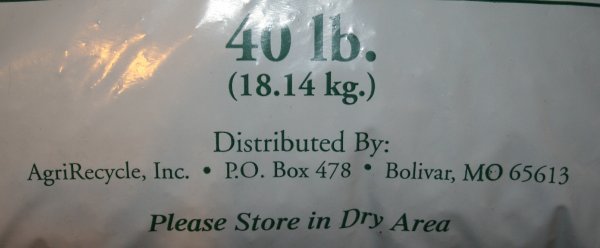 40 lb.
(18.14 kg.)
Distributed By:
AgriRecycle, Inc. • P.O. Box 478 • Bolivar, MO 65613
Please Store in Dry Area